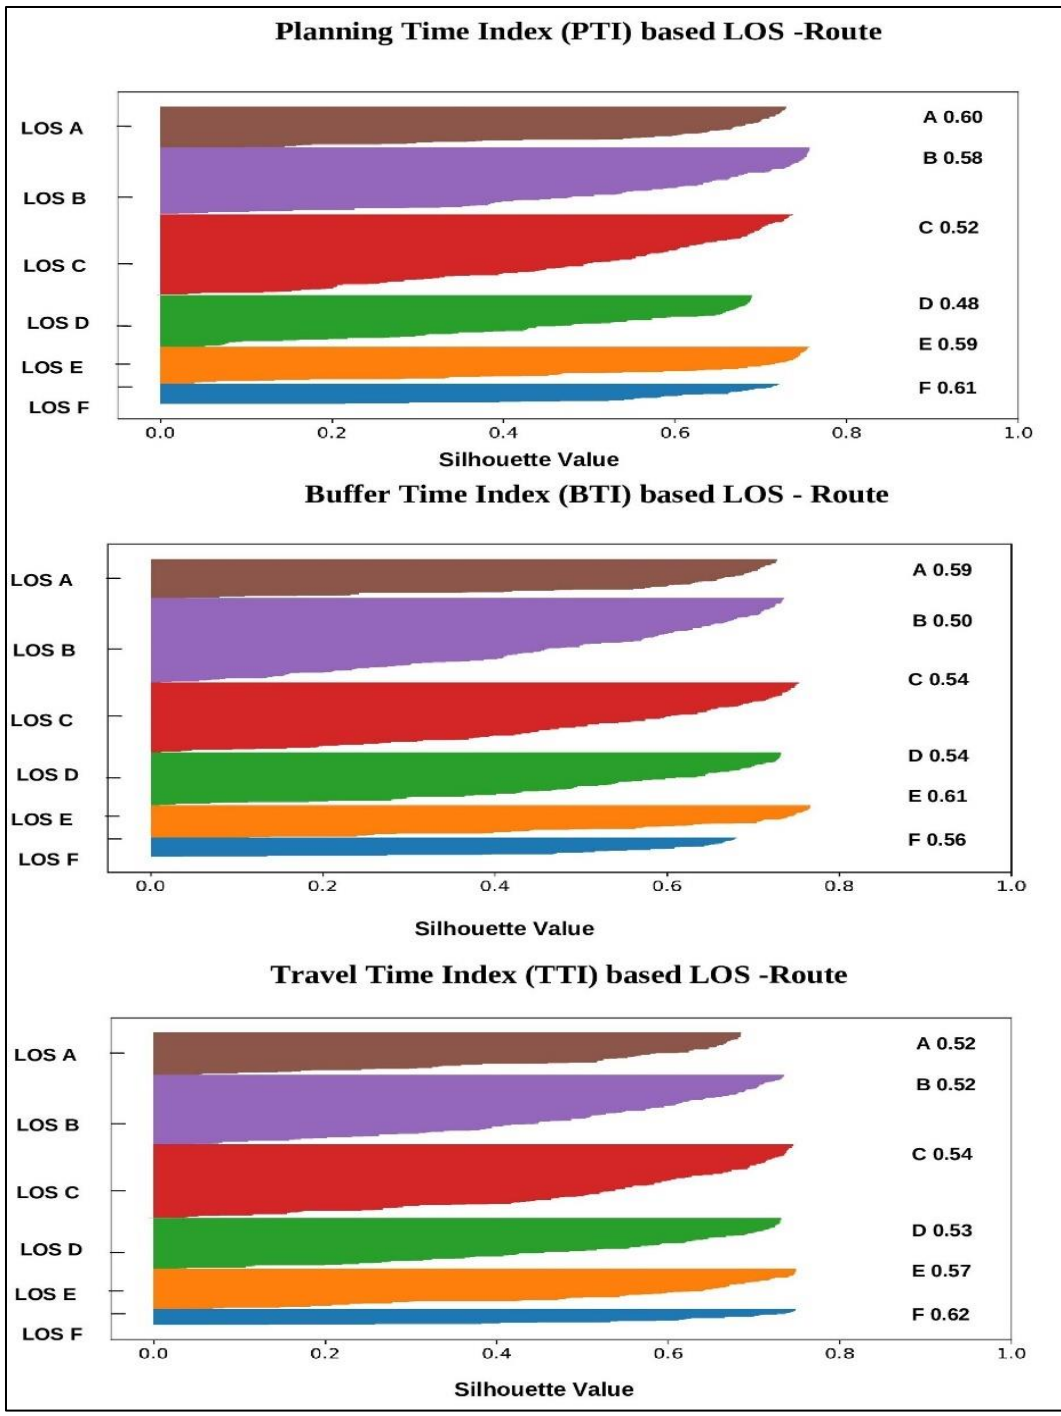 Planning Time Index (PTI) based LOS -Route
LOS A
A 0.60
LOS B
B 0.58
LOS C
C 0.52
LOS D
D 0.48
LOS E
E 0.59
LOS F
F 0.61
0.0 0.2 0.4 0.6 0.8 1.0
Silhouette Value
Buffer Time Index (BTI) based LOS - Route
LOS A
A 0.59
LOS B
B 0.50
LOS C
C 0.54
LOS D
D 0.54
LOS E
E 0.61
LOS F
F 0.56
0.0 0.2 0.4 0.6 0.8 1.0
Silhouette Value
Travel Time Index (TTI) based LOS -Route
LOS A
A 0.52
LOS B
B 0.52
LOS C
C 0.54
LOS D
D 0.53
LOS E
E 0.57
LOS F
F 0.62
0.0 0.2 0.4 0.6 0.8 1.0
Silhouette Value